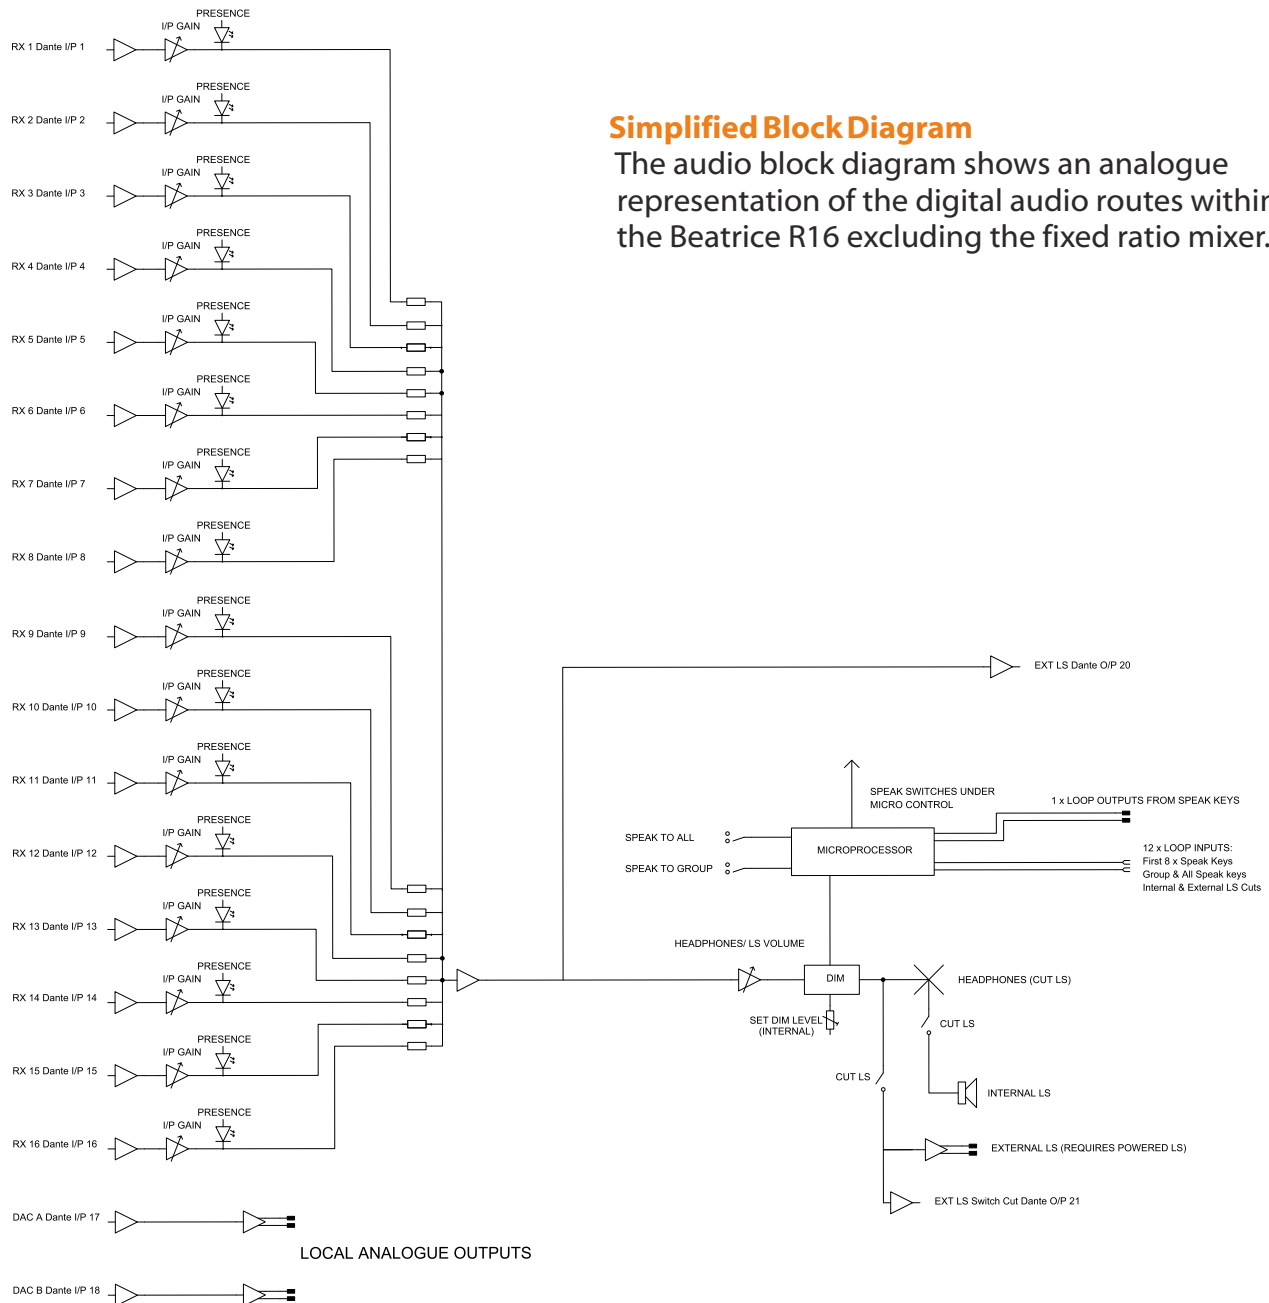 PRESENCE
I/P GAIN
RX 1 Dante I/P 1
PRESENCE
I/P GAIN
RX 2 Dante I/P 2
Simplified Block Diagram
The audio block diagram shows an analogue
representation of the digital audio routes within
the Beatrice R16 excluding the fixed ratio mixer.
PRESENCE
I/P GAIN
RX 3 Dante I/P 3
PRESENCE
I/P GAIN
RX 4 Dante I/P 4
PRESENCE
I/P GAIN
RX 5 Dante I/P 5
PRESENCE
I/P GAIN
RX 6 Dante I/P 6
PRESENCE
I/P GAIN
RX 7 Dante I/P 7
PRESENCE
I/P GAIN
RX 8 Dante I/P 8
PRESENCE
I/P GAIN
RX 9 Dante I/P 9
PRESENCE
I/P GAIN
RX 10 Dante I/P 10
EXT LS Dante O/P 20
PRESENCE
I/P GAIN
RX 11 Dante I/P 11
SPEAK SWITCHES UNDER
MICRO CONTROL
1 x LOOP OUTPUTS FROM SPEAK KEYS
PRESENCE
I/P GAIN
RX 12 Dante I/P 12
SPEAK TO ALL
SPEAK TO GROUP
MICROPROCESSOR
12 x LOOP INPUTS:
First 8 x Speak Keys
Group & All Speak keys
Internal & External LS Cuts
PRESENCE
I/P GAIN
RX 13 Dante I/P 13
HEADPHONES/ LS VOLUME
PRESENCE
I/P GAIN
RX 14 Dante I/P 14
DIM
HEADPHONES (CUT LS)
SET DIM LEVEL
(INTERNAL)
CUT LS
PRESENCE
I/P GAIN
RX 15 Dante I/P 15
CUT LS
INTERNAL LS
PRESENCE
I/P GAIN
RX 16 Dante I/P 16
EXTERNAL LS (REQUIRES POWERED LS)
EXT LS Switch Cut Dante O/P 21
DAC A Dante I/P 17
LOCAL ANALOGUE OUTPUTS
DAC B Dante I/P 18